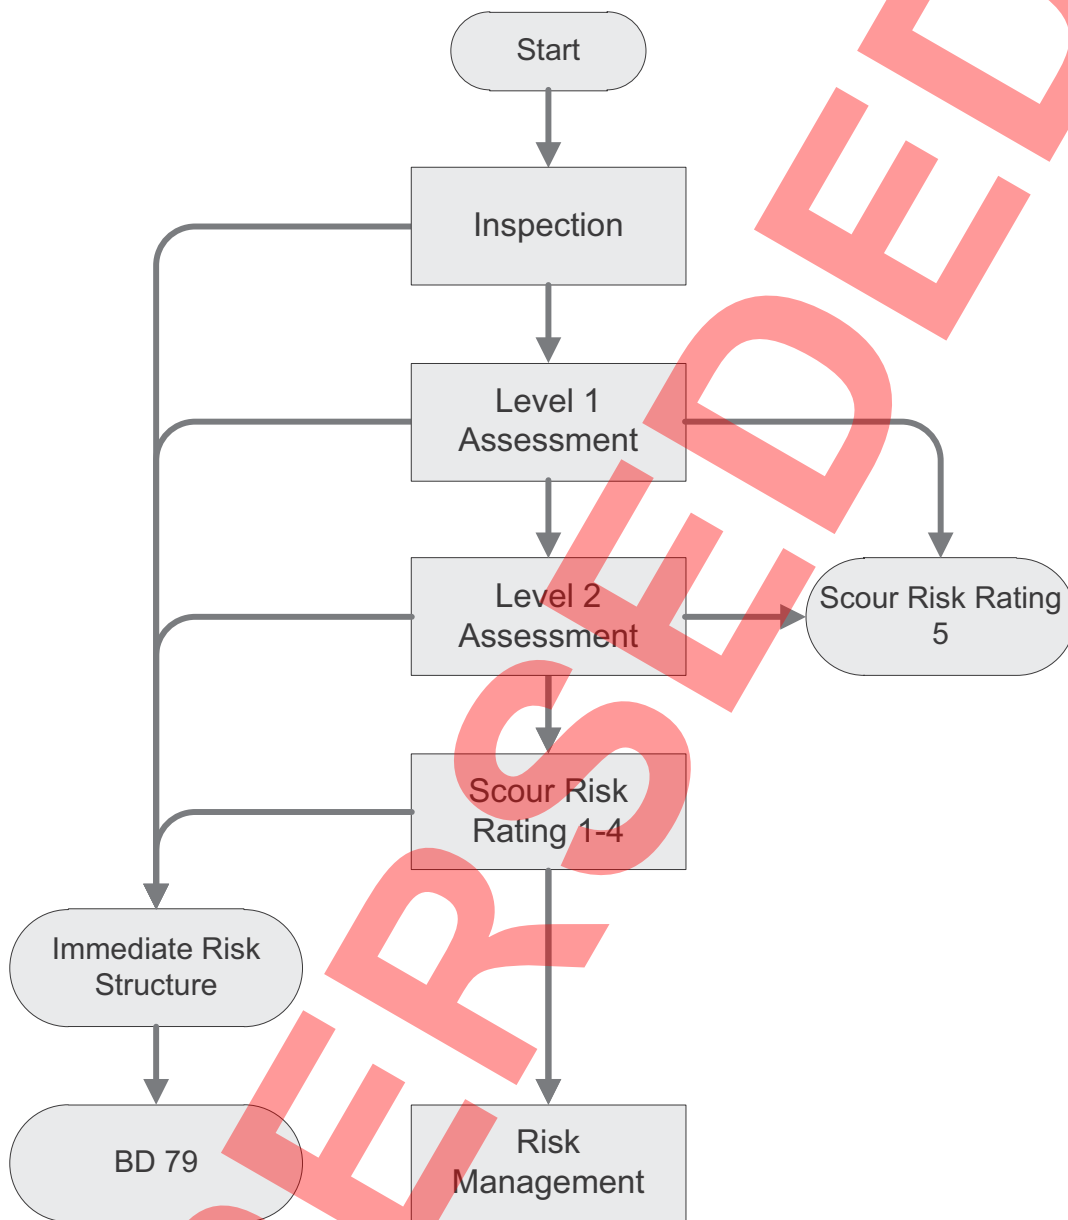 Start
Inspection
Level 1
Assessment
Level 2
Assessment
Scour Risk Rating
5
Scour Risk
Rating 1-4
Immediate Risk
Structure
BD 79
Risk
Management
PERSEDED